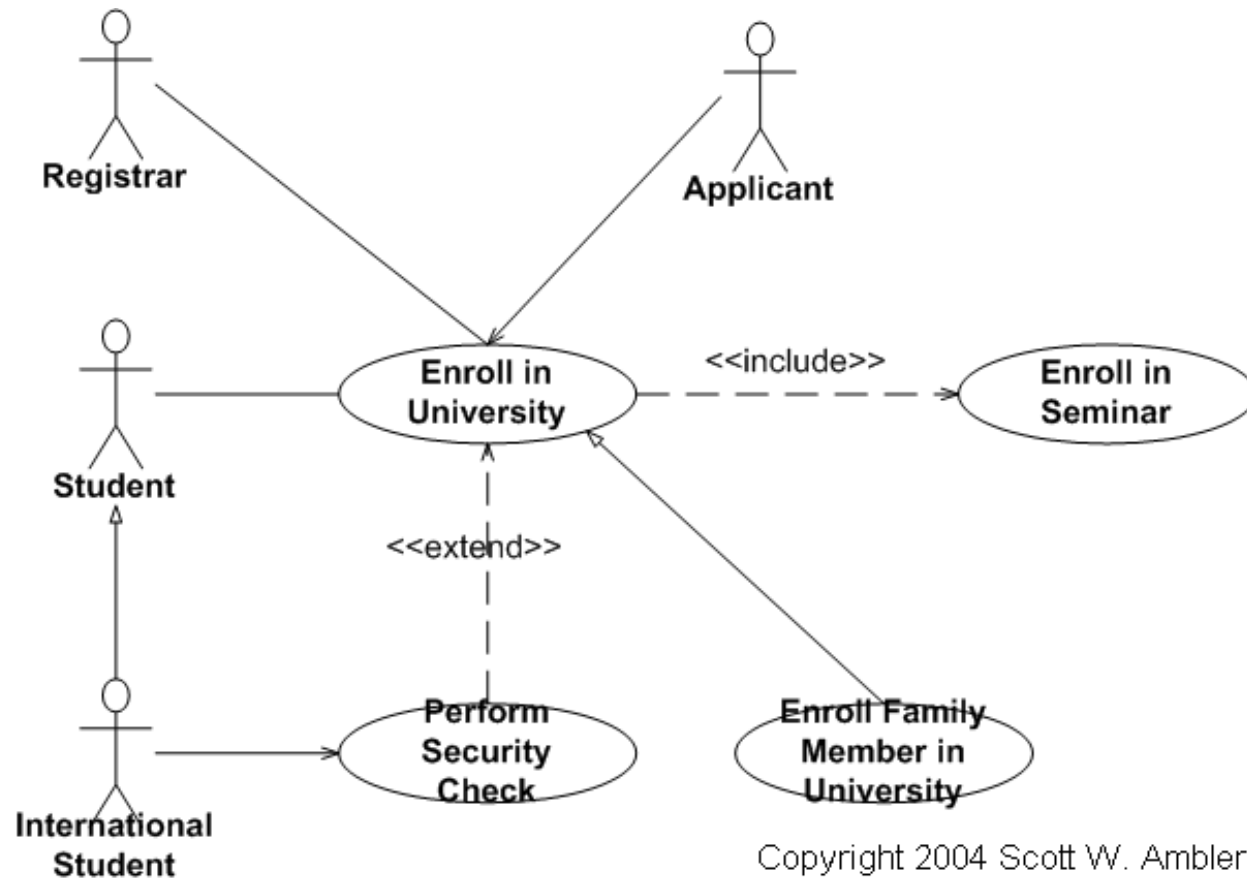 Registrar
Applicant
Enroll in
University
<<include>>
Enroll in
Seminar
Student
<<extend>>
Perform
Security
Check
Enroll Family
Member in
University
International
Student
Copyright 2004 Scott W. Ambler